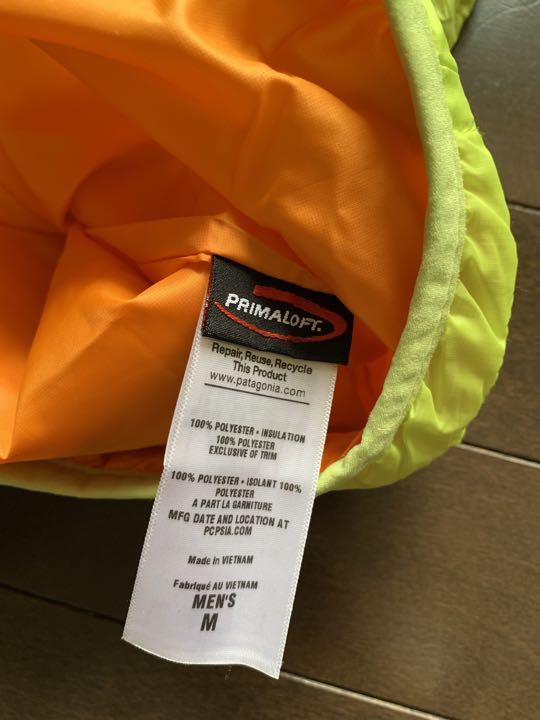 PRIMALOFT.
Repair, Reuse, Recycle
This Product
www.patagonia.com
100% POLYESTER • INSULATION
100% POLYESTER
EXCLUSIVE OF TRIM
100% POLYESTER • ISOLANT 100%
POLYESTER
A PART LA GARNITURE
MFG DATE AND LOCATION AT
PCPSIA.COM
Made in VIETNAM
Fabriqué AU VIETNAM
MEN'S
M